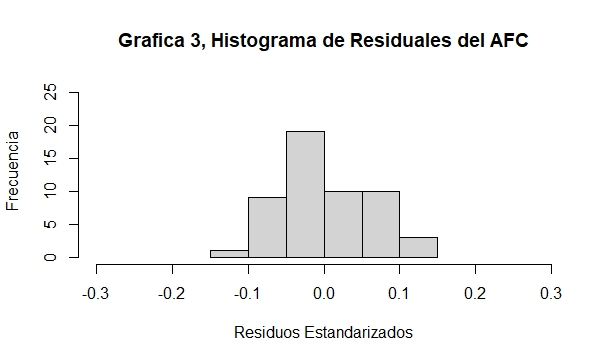 Grafica 3, Histograma de Residuales del AFC
Frecuencia
25
20
15
10
5
0
-0.3 -0.2 -0.1 0.0 0.1 0.2 0.3
Residuos Estandarizados